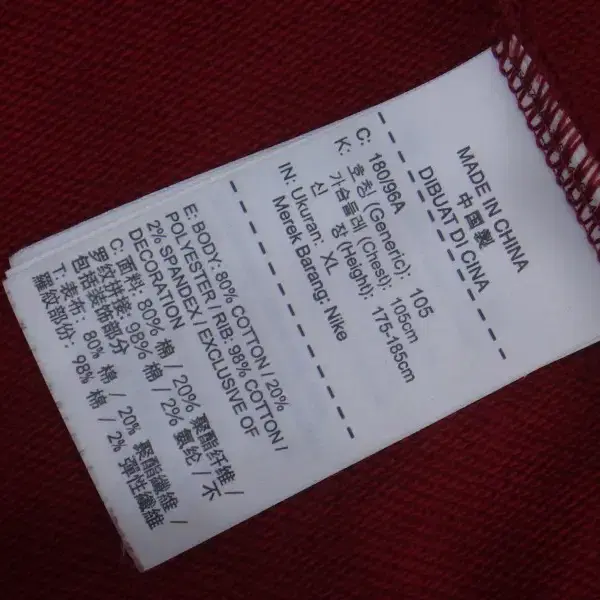 MADE IN CHINA
中国製
DIBUAT DI CINA
C: 180/96A
K: 호칭 (Generic): 105
가슴둘레 (Chest): 105cm
신 장 (Height): 175-185cm
IN: Ukuran: XL
Merek Barang: Nike
E: BODY: 80% COTTON / 20%
POLYESTER / RIB: 98% COTTON /
2% SPANDEX / EXCLUSIVE OF
DECORATION
C: 面料: 80% 棉 / 20% 聚酯纤维 /
罗纹拼接: 98% 棉 / 2% 氨纶 / 不
包括装饰部分
T: 表布: 80% 棉 / 20% 聚酯纖維 /
羅紋部份: 98% 棉 / 2% 彈性纖維